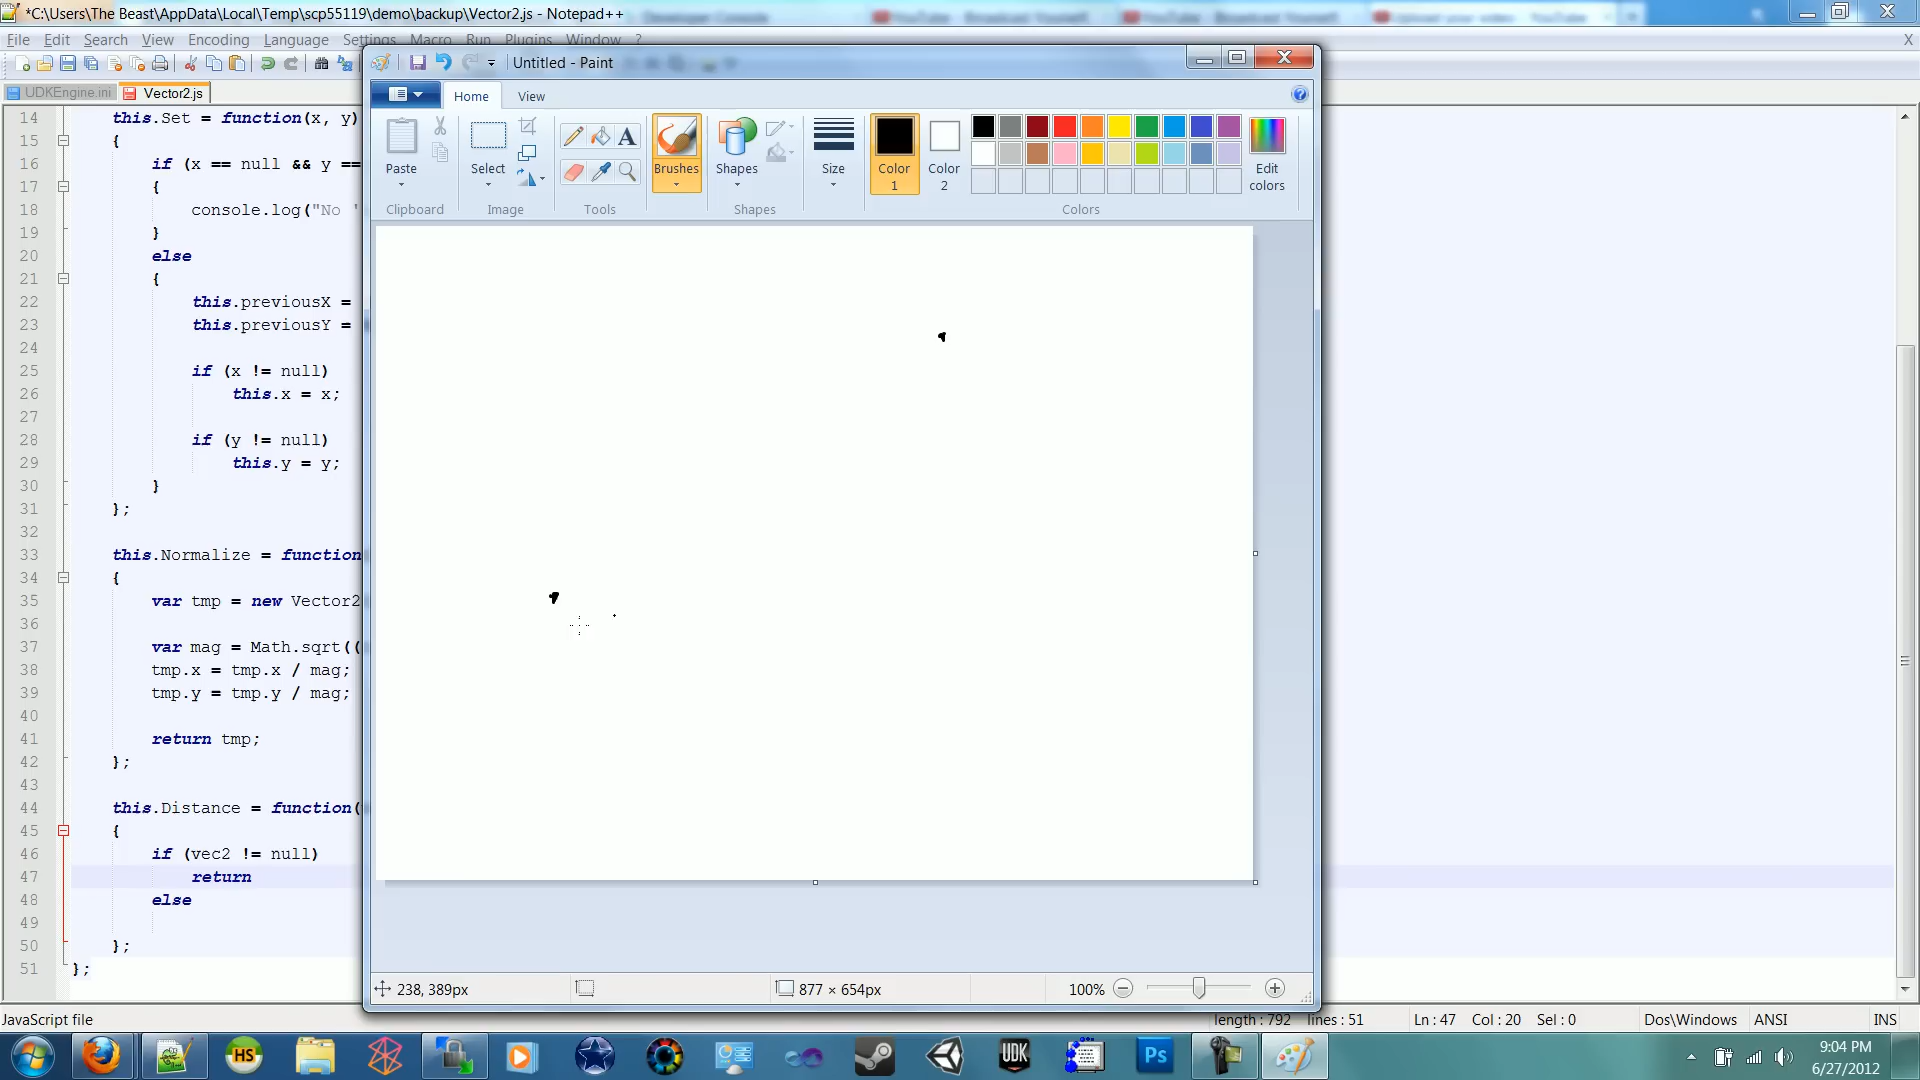 *C:\Users\The Beast\AppData\Local\Temp\scp55119\demo\backup\Vector2.js - Notepad++
File Edit Search View Encoding Language Settings Macro Run Plugins Window ? X
Untitled - Paint
UDKEngine.ini Vector2.js
Home View
Paste
Select
Brushes
Shapes
Size
Color 1
Color 2
Edit colors
Clipboard Image Tools Shapes Colors
14 this.Set = function(x, y)
15 {
16 if (x == null && y ==
17 {
18 console.log("No '
19 }
20 else
21 {
22 this.previousX =
23 this.previousY =
24
25 if (x != null)
26 this.x = x;
27
28 if (y != null)
29 this.y = y;
30 }
31 };
32
33 this.Normalize = function
34 {
35 var tmp = new Vector2
36
37 var mag = Math.sqrt((
38 tmp.x = tmp.x / mag;
39 tmp.y = tmp.y / mag;
40
41 return tmp;
42 };
43
44 this.Distance = function(
45 {
46 if (vec2 != null)
47 return
48 else
49
50 };
51 };
238, 389px 877 × 654px 100%
JavaScript file length : 792 lines : 51 Ln : 47 Col : 20 Sel : 0 Dos\Windows ANSI INS
HS
UDK
Ps
9:04 PM
6/27/2012